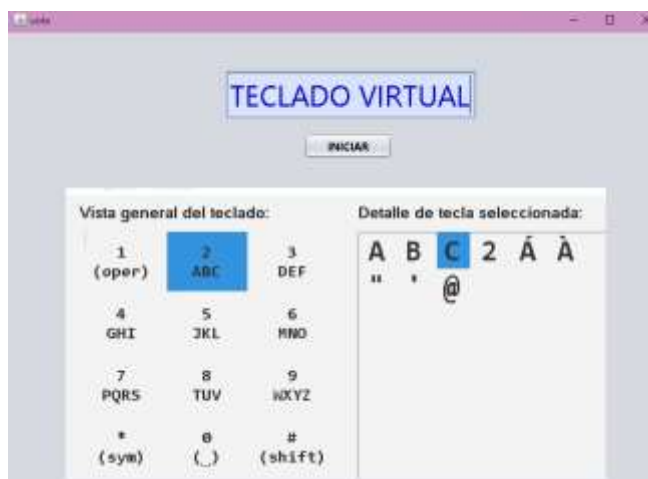 TECLADO VIRTUAL
INICIAR
Vista general del teclado:
1 2 3
(oper) ABC DEF
4 5 6
GHI JKL MNO
7 8 9
PQRS TUV WXYZ
* 0 #
(sym) (_) (shift)
Detalle de tecla seleccionada:
A B C 2 Á À
" ' @